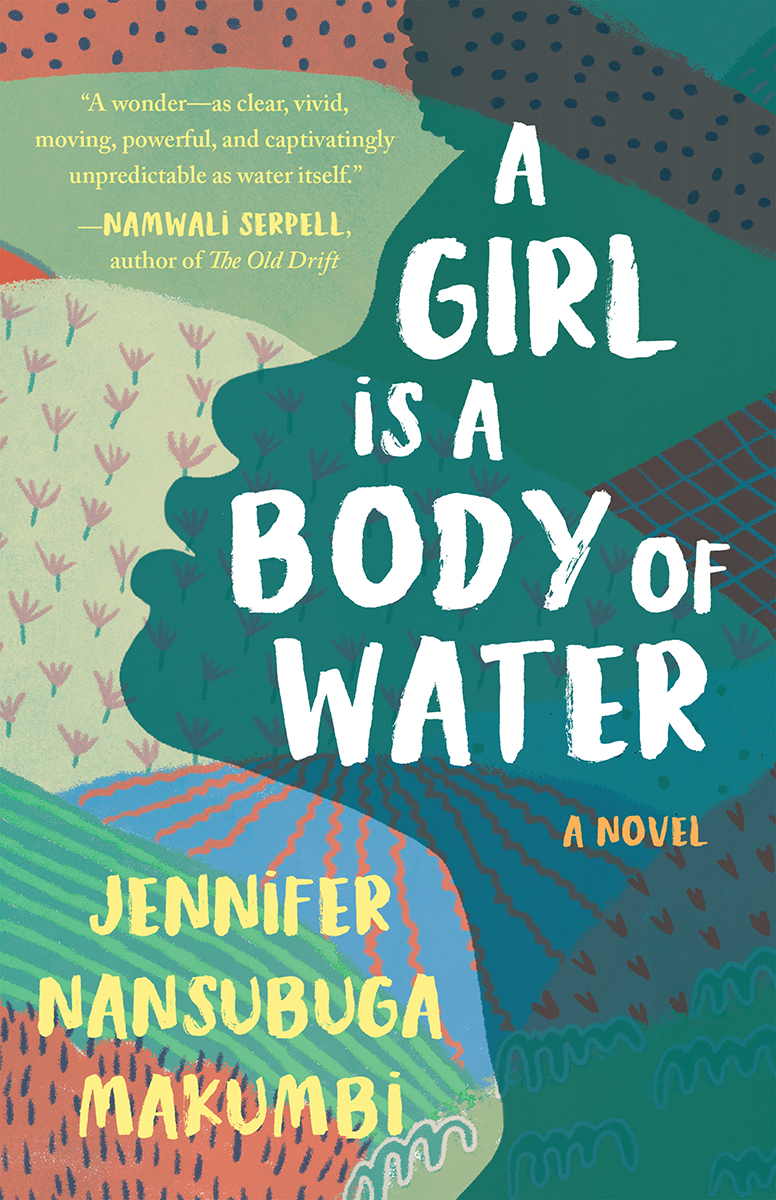 “A wonder—as clear, vivid,
moving, powerful, and captivatingly
unpredictable as water itself.”
—NAMWALi SERPELL,
author of The Old Drift
A
GIRL
iS A
BODY OF
WATER
A NOVEL
JENNiFER
NANSUBUGA
MAKUMBi